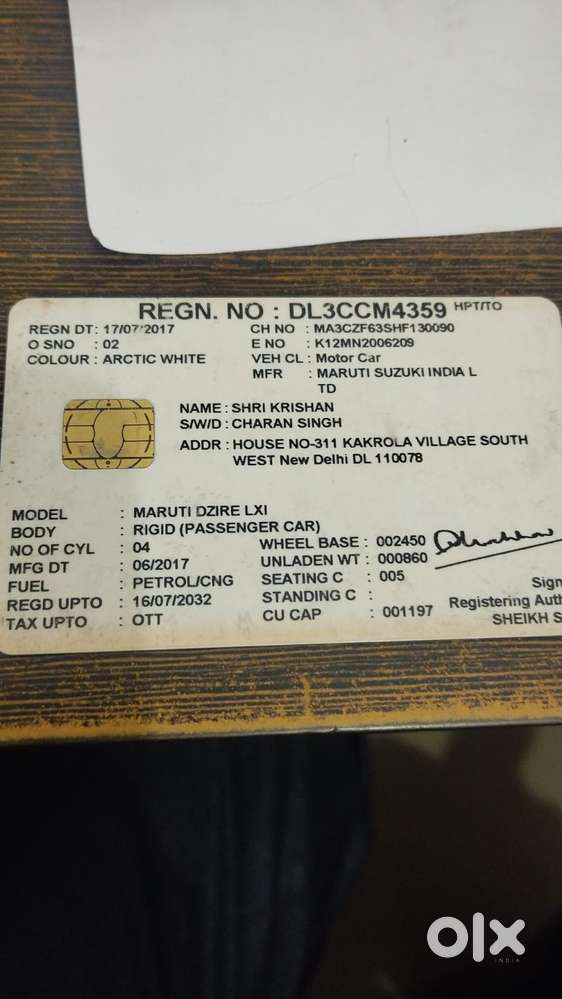 REGN. NO : DL3CCM4359 HPT/TO
REGN DT : 17/07/2017 CH NO : MA3CZF63SHF130090
O SNO : 02 E NO : K12MN2006209
COLOUR : ARCTIC WHITE VEH CL : Motor Car
MFR : MARUTI SUZUKI INDIA L
TD
NAME : SHRI KRISHAN
S/W/D : CHARAN SINGH
ADDR : HOUSE NO-311 KAKROLA VILLAGE SOUTH
WEST New Delhi DL 110078
MODEL : MARUTI DZIRE LXI
BODY : RIGID (PASSENGER CAR)
NO OF CYL : 04 WHEEL BASE : 002450
MFG DT : 06/2017 UNLADEN WT : 000860
FUEL : PETROL/CNG SEATING C : 005
REGD UPTO : 16/07/2032 STANDING C :
TAX UPTO : OTT CU CAP : 001197
Sign
Registering Auth
SHEIKH S
olx
INDIA